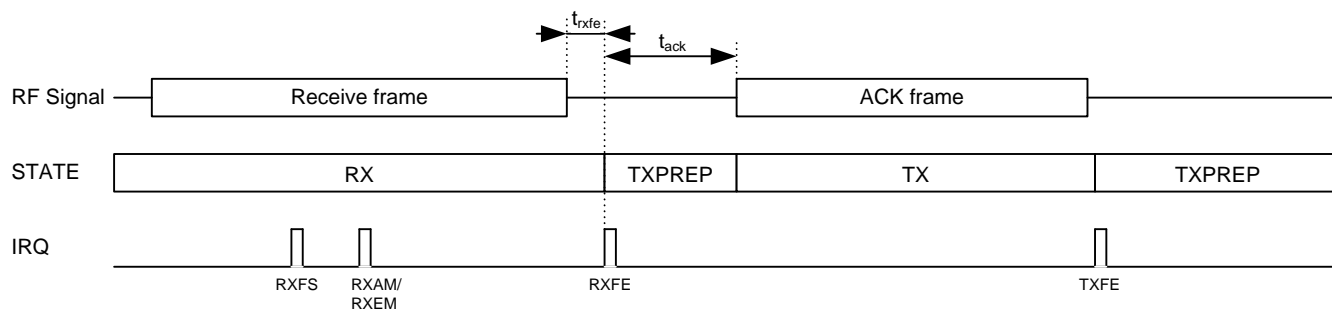 trxfe
tack
RF Signal
Receive frame
ACK frame
STATE
RX
TXPREP
TX
TXPREP
IRQ
RXFS
RXAM/
RXEM
RXFE
TXFE